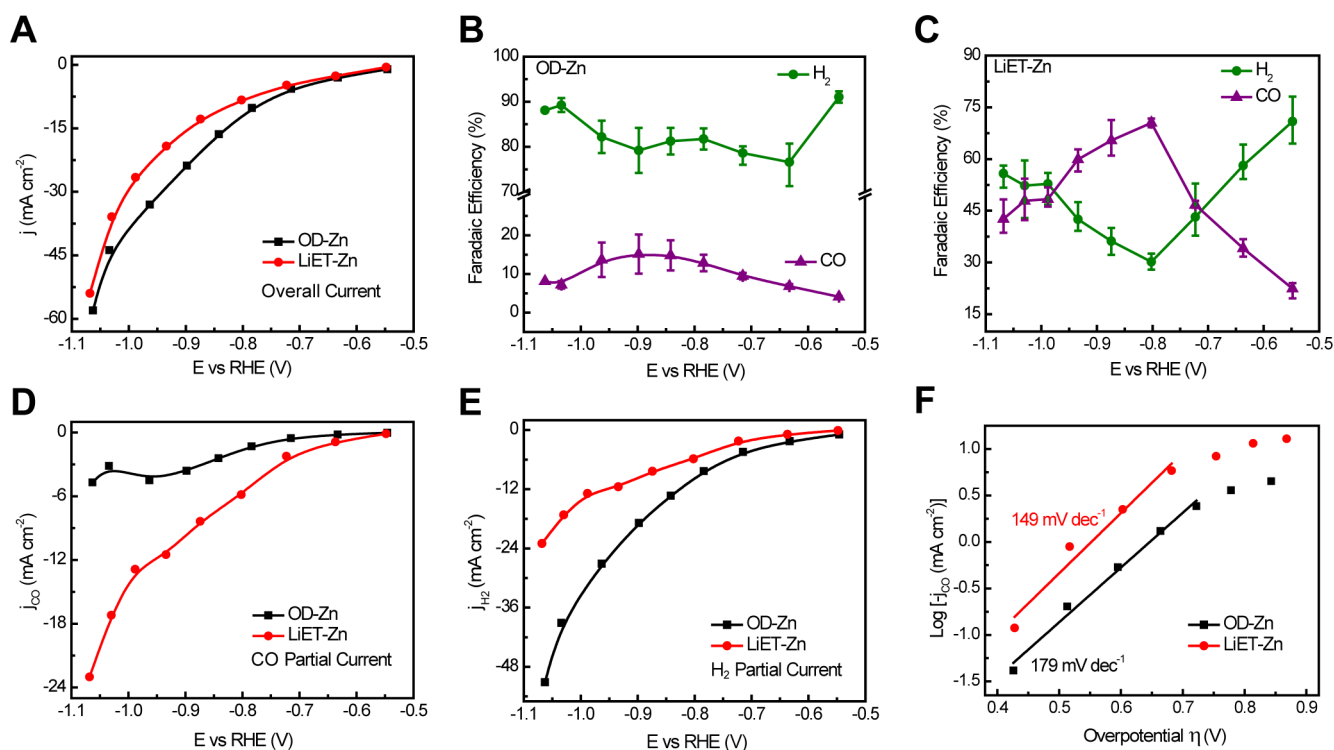 A
0
-15
-30
-45
-60
j (mA cm⁻²)
OD-Zn
LiET-Zn
Overall Current
-1.1 -1.0 -0.9 -0.8 -0.7 -0.6 -0.5
E vs RHE (V)
B
100
90
80
70
20
10
0
Faradaic Efficiency (%)
OD-Zn
H₂
CO
-1.1 -1.0 -0.9 -0.8 -0.7 -0.6 -0.5
E vs RHE (V)
C
90
75
60
45
30
15
Faradaic Efficiency (%)
LiET-Zn
H₂
CO
-1.1 -1.0 -0.9 -0.8 -0.7 -0.6 -0.5
E vs RHE (V)
D
0
-6
-12
-18
-24
j_CO (mA cm⁻²)
OD-Zn
LiET-Zn
CO Partial Current
-1.1 -1.0 -0.9 -0.8 -0.7 -0.6 -0.5
E vs RHE (V)
E
0
-12
-24
-36
-48
j_H2 (mA cm⁻²)
OD-Zn
LiET-Zn
H₂ Partial Current
-1.1 -1.0 -0.9 -0.8 -0.7 -0.6 -0.5
E vs RHE (V)
F
1.0
0.5
0.0
-0.5
-1.0
-1.5
Log [-j_CO (mA cm⁻²)]
149 mV dec⁻¹
179 mV dec⁻¹
OD-Zn
LiET-Zn
0.4 0.5 0.6 0.7 0.8 0.9
Overpotential η (V)